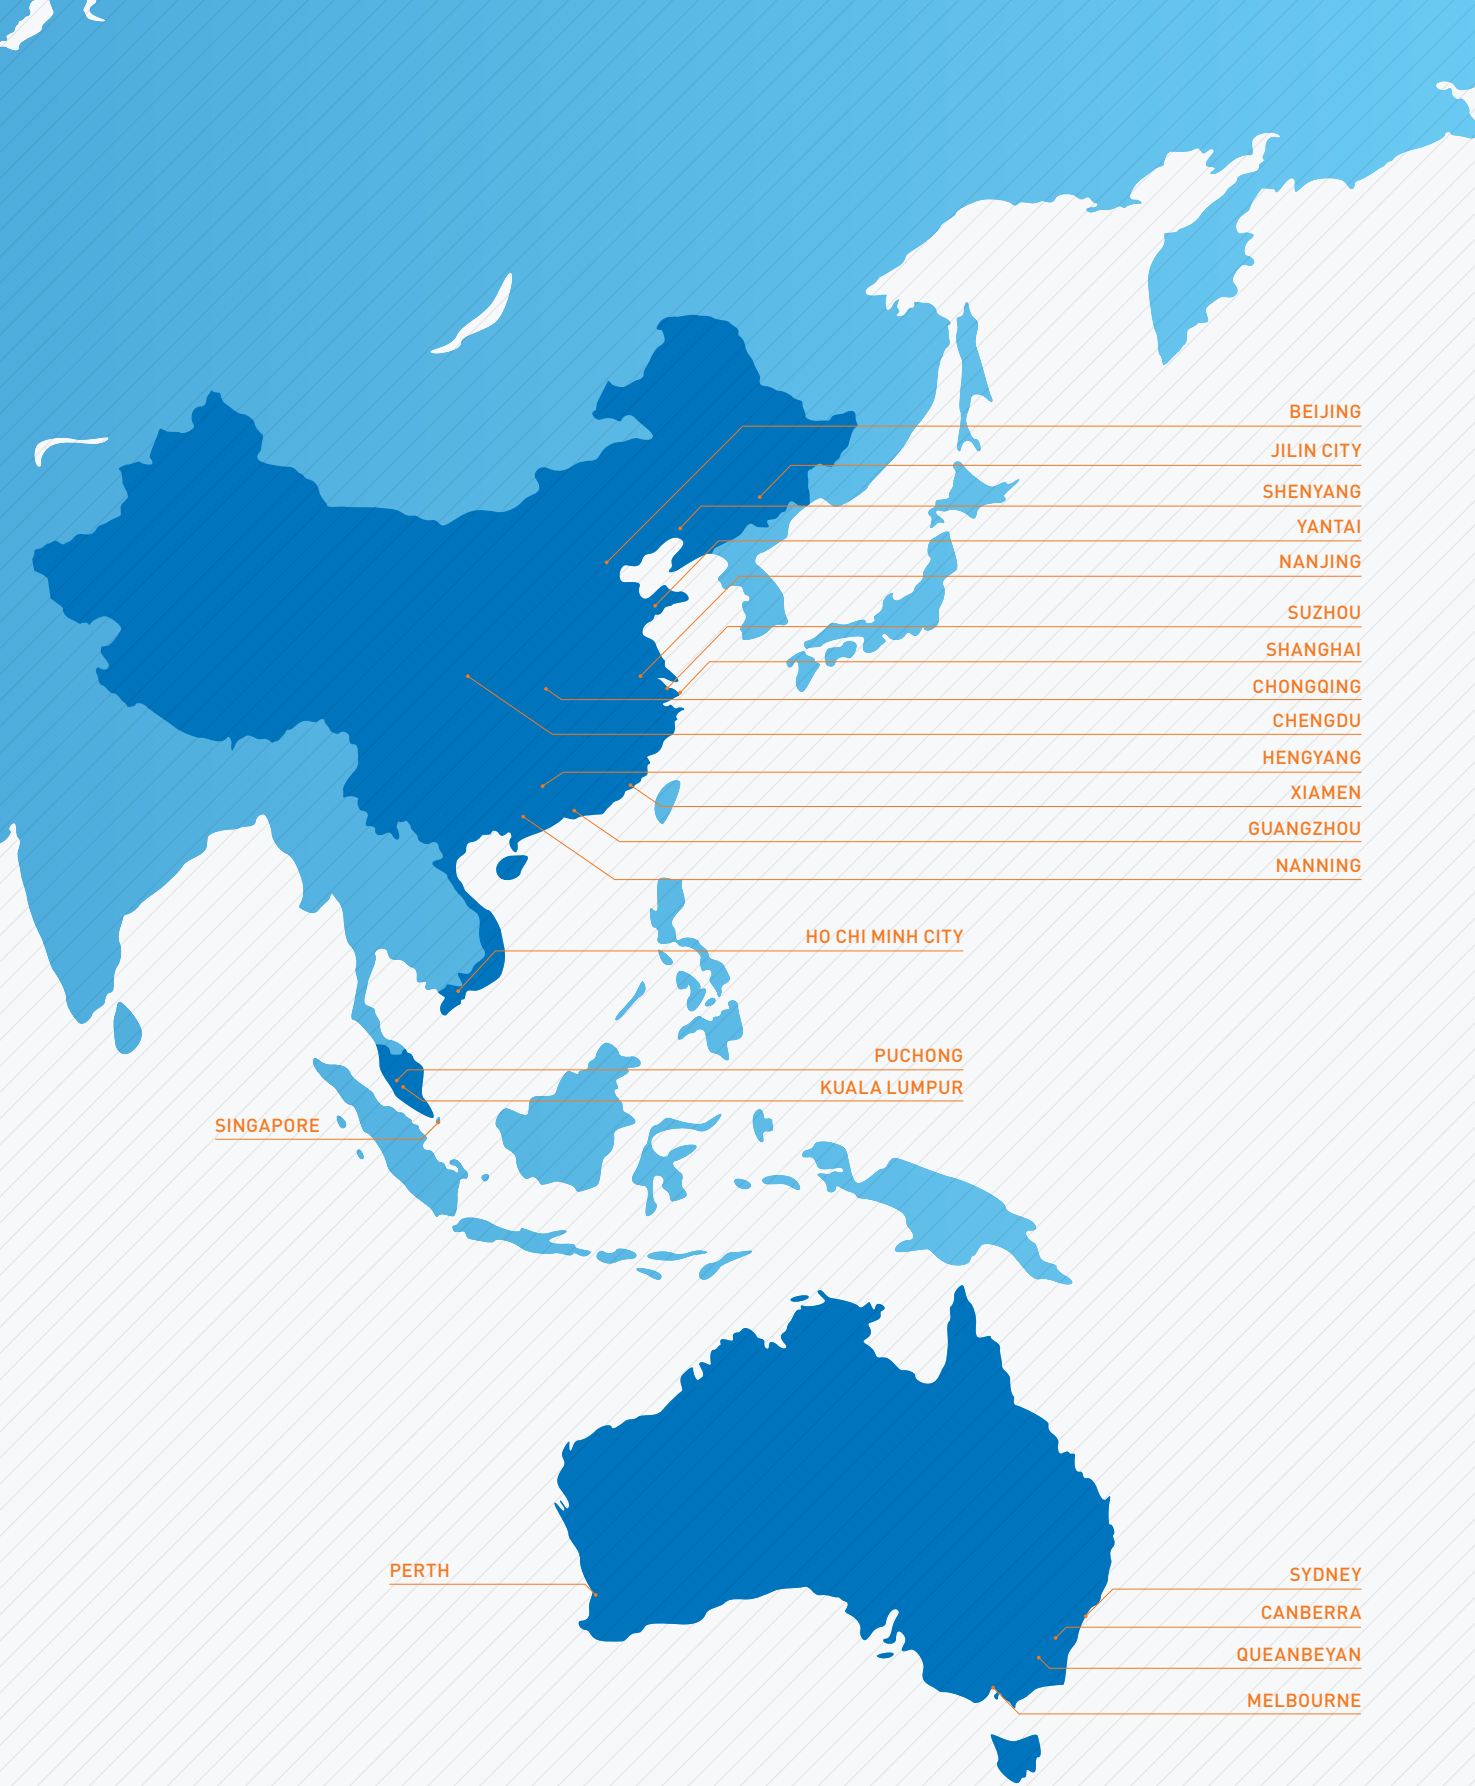 BEIJING
JILIN CITY
SHENYANG
YANTAI
NANJING
SUZHOU
SHANGHAI
CHONGQING
CHENGDU
HENGYANG
XIAMEN
GUANGZHOU
NANNING
HO CHI MINH CITY
PUCHONG
KUALA LUMPUR
SINGAPORE
PERTH
SYDNEY
CANBERRA
QUEANBEYAN
MELBOURNE